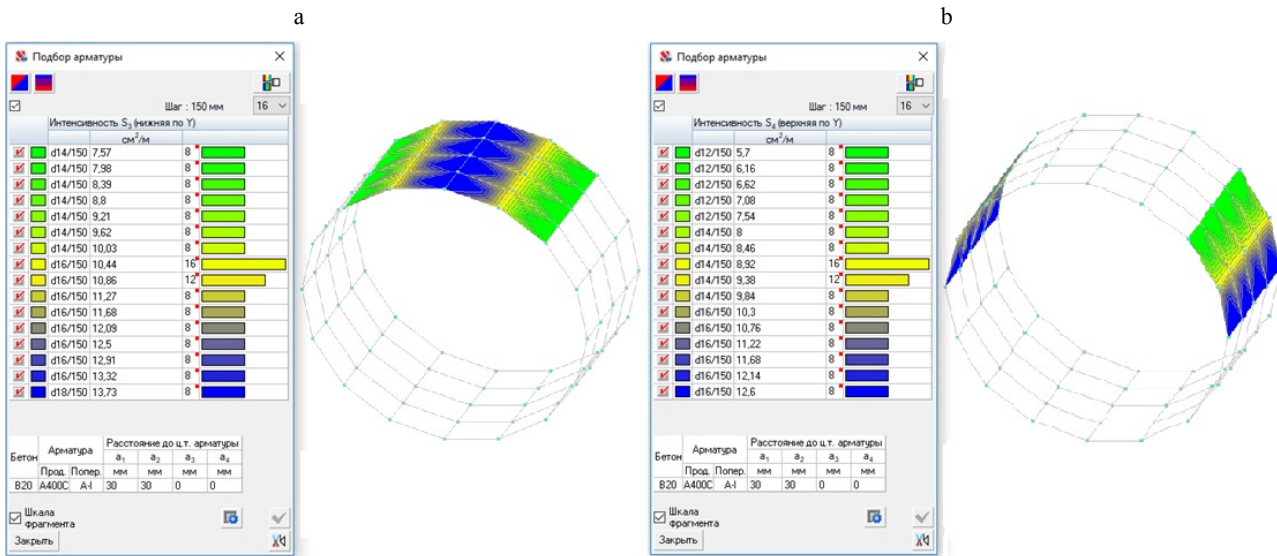 a
b
Подбор арматуры
Шаг : 150 мм 16
Интенсивность S3 (нижняя по Y)
см2/м
d14/150 7,57 8
d14/150 7,98 8
d14/150 8,39 8
d14/150 8,8 8
d14/150 9,21 8
d14/150 9,62 8
d14/150 10,03 8
d16/150 10,44 16
d16/150 10,86 12
d16/150 11,27 8
d16/150 11,68 8
d16/150 12,09 8
d16/150 12,5 8
d16/150 12,91 8
d16/150 13,32 8
d18/150 13,73 8
Бетон Арматура Расстояние до ц.т. арматуры
a1 a2 a3 a4
Прод. Попер. мм мм мм мм
B20 A400C A-I 30 30 0 0
Шкала
фрагмента
Закрыть
Подбор арматуры
Шаг : 150 мм 16
Интенсивность S4 (верхняя по Y)
см2/м
d12/150 5,7 8
d12/150 6,16 8
d12/150 6,62 8
d12/150 7,08 8
d12/150 7,54 8
d14/150 8 8
d14/150 8,46 8
d14/150 8,92 16
d14/150 9,38 12
d14/150 9,84 8
d16/150 10,3 8
d16/150 10,76 8
d16/150 11,22 8
d16/150 11,68 8
d16/150 12,14 8
d16/150 12,6 8
Бетон Арматура Расстояние до ц.т. арматуры
a1 a2 a3 a4
Прод. Попер. мм мм мм мм
B20 A400C A-I 30 30 0 0
Шкала
фрагмента
Закрыть